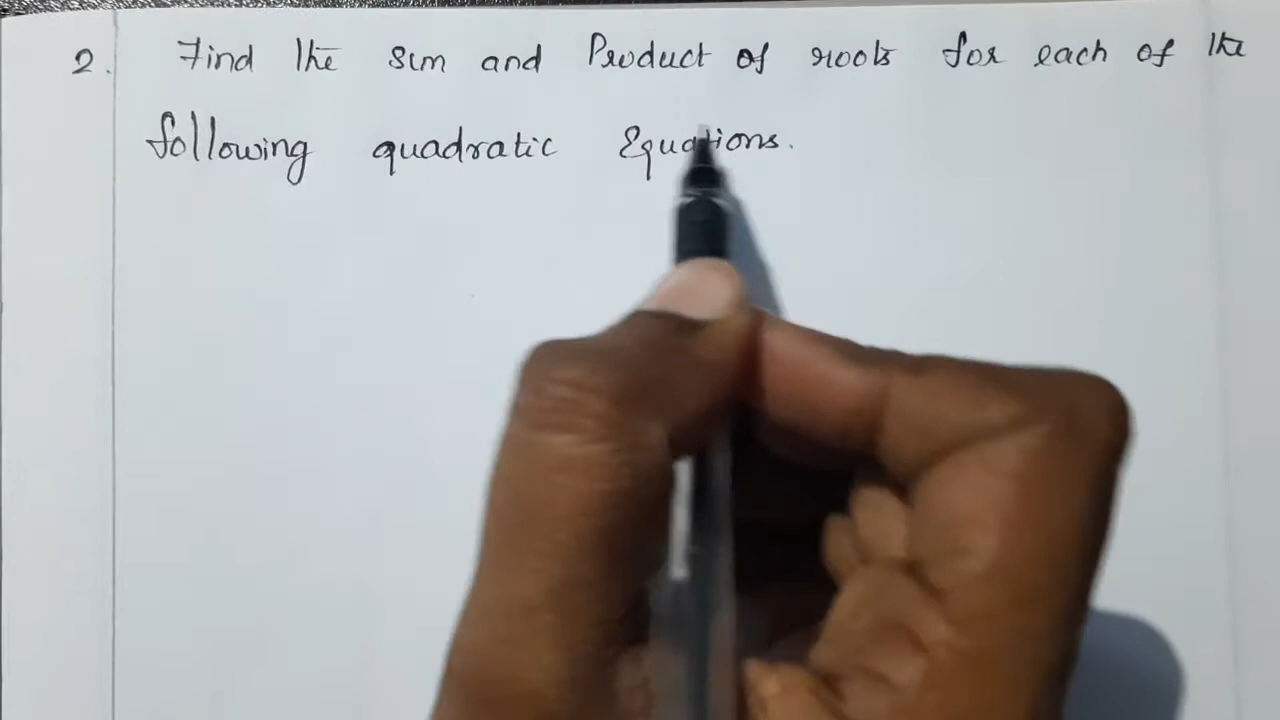 2. Find the sum and Product of roots for each of the
following quadratic Equations.